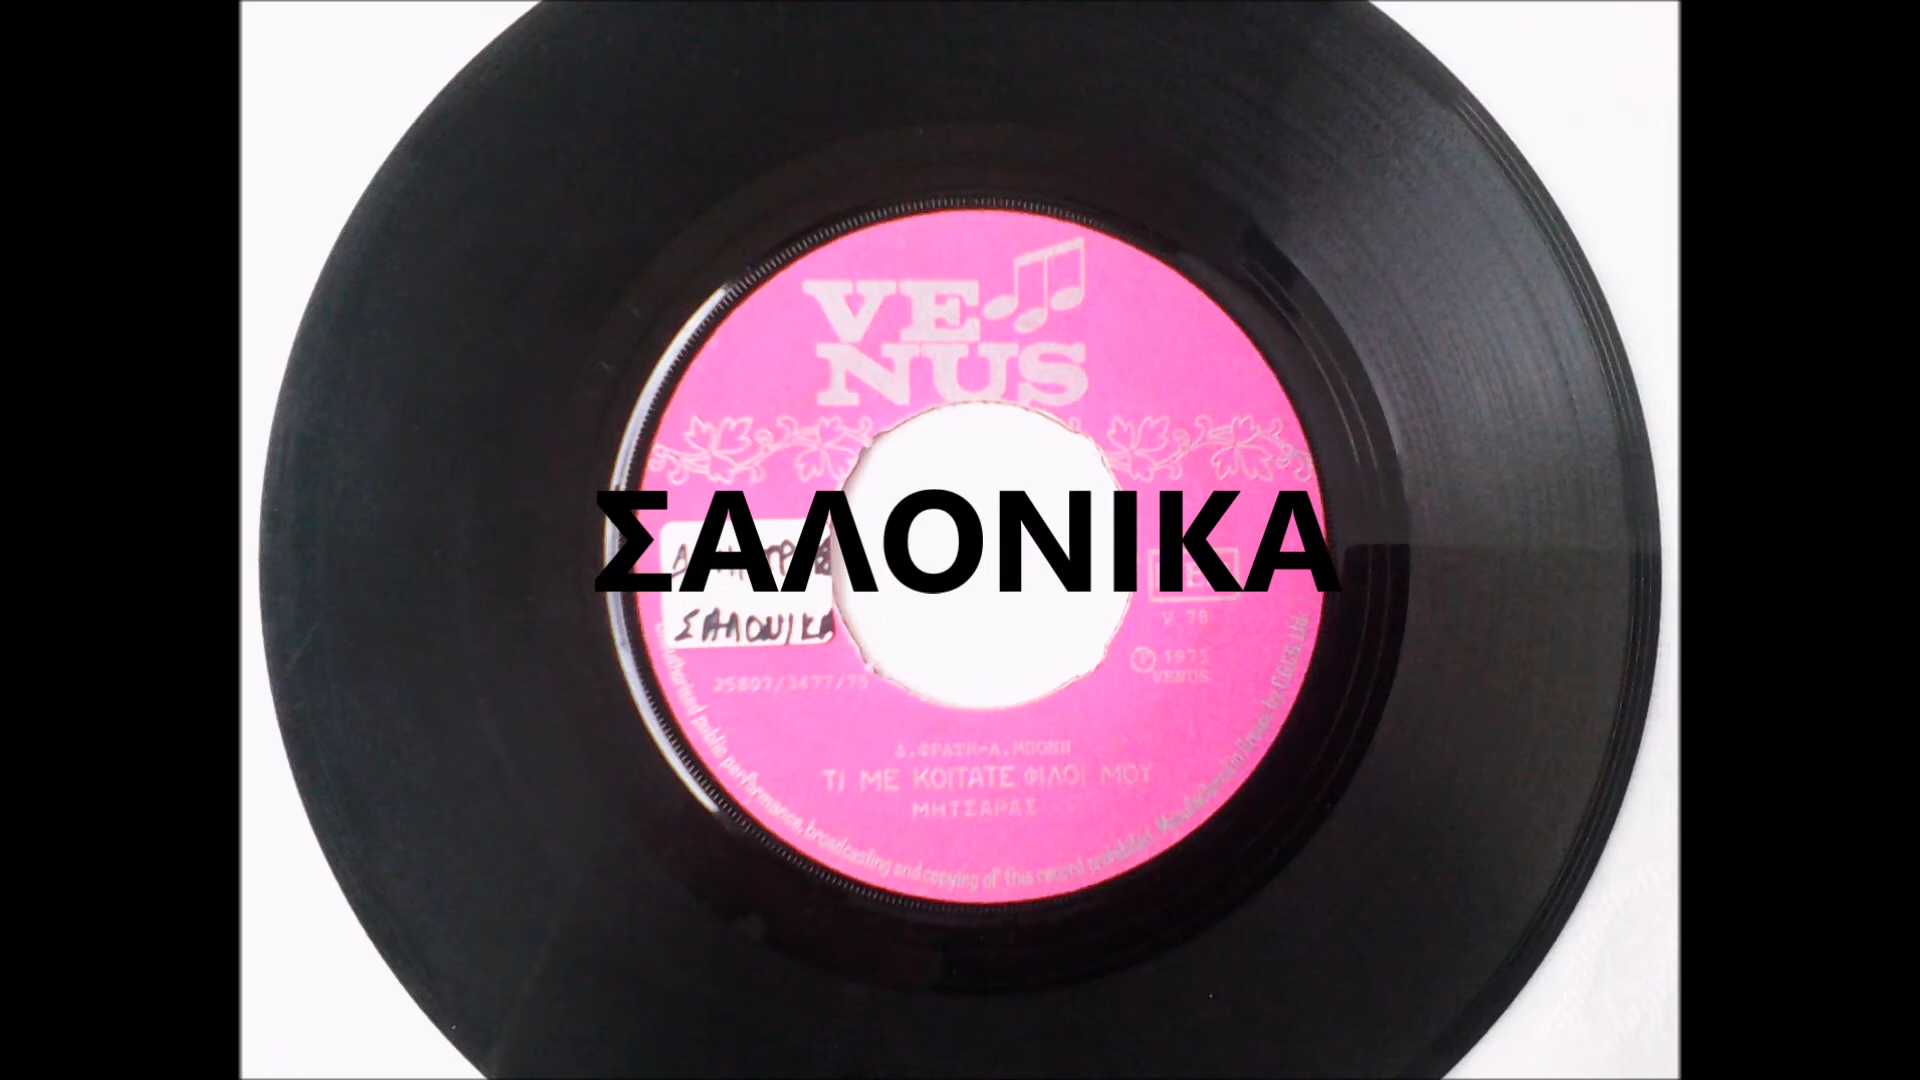 VE
NUS
ΣΑΛΟΝΙΚΑ
ΣΑΛΟΝΙΚΑ
V 78
25807/3477/75
Ⓟ 1975
VENUS
Δ.ΦΡΑΤΗ-Α.ΜΠΟΝΗ
ΤΙ ΜΕ ΚΟΙΤΑΤΕ ΦΙΛΟΙ ΜΟΥ
ΜΗΤΣΑΡΑΣ
public performance, broadcasting and copying of this record prohibited.